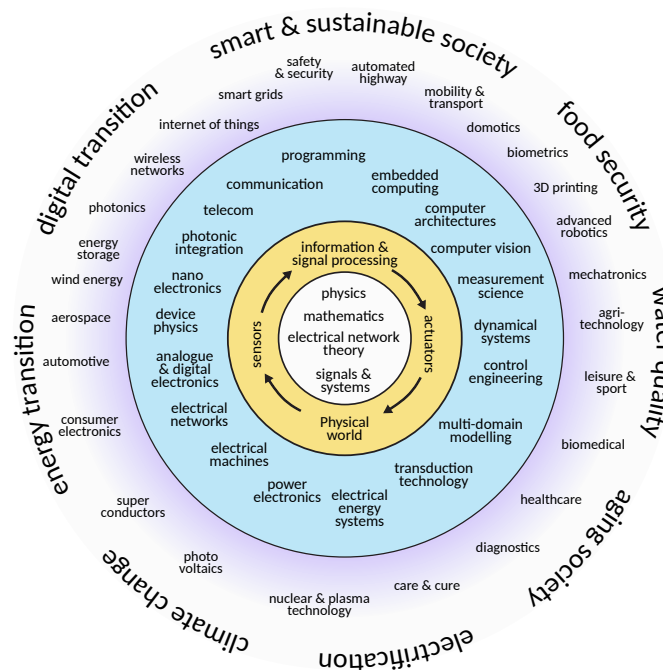 smart & sustainable society
food security
water quality
aging society
electrification
climate change
energy transition
digital transition
safety
& security
automated
highway
mobility &
transport
domotics
biometrics
3D printing
advanced
robotics
mechatronics
agri-
technology
leisure &
sport
biomedical
healthcare
diagnostics
care & cure
nuclear & plasma
technology
photo
voltaics
super
conductors
consumer
electronics
automotive
aerospace
wind energy
energy
storage
photonics
wireless
networks
internet of things
smart grids
programming
embedded
computing
computer
architectures
computer vision
measurement
science
dynamical
systems
control
engineering
multi-domain
modelling
transduction
technology
electrical
energy
systems
power
electronics
electrical
machines
electrical
networks
analogue
& digital
electronics
device
physics
nano
electronics
photonic
integration
telecom
communication
information &
signal processing
actuators
Physical
world
sensors
physics
mathematics
electrical network
theory
signals &
systems